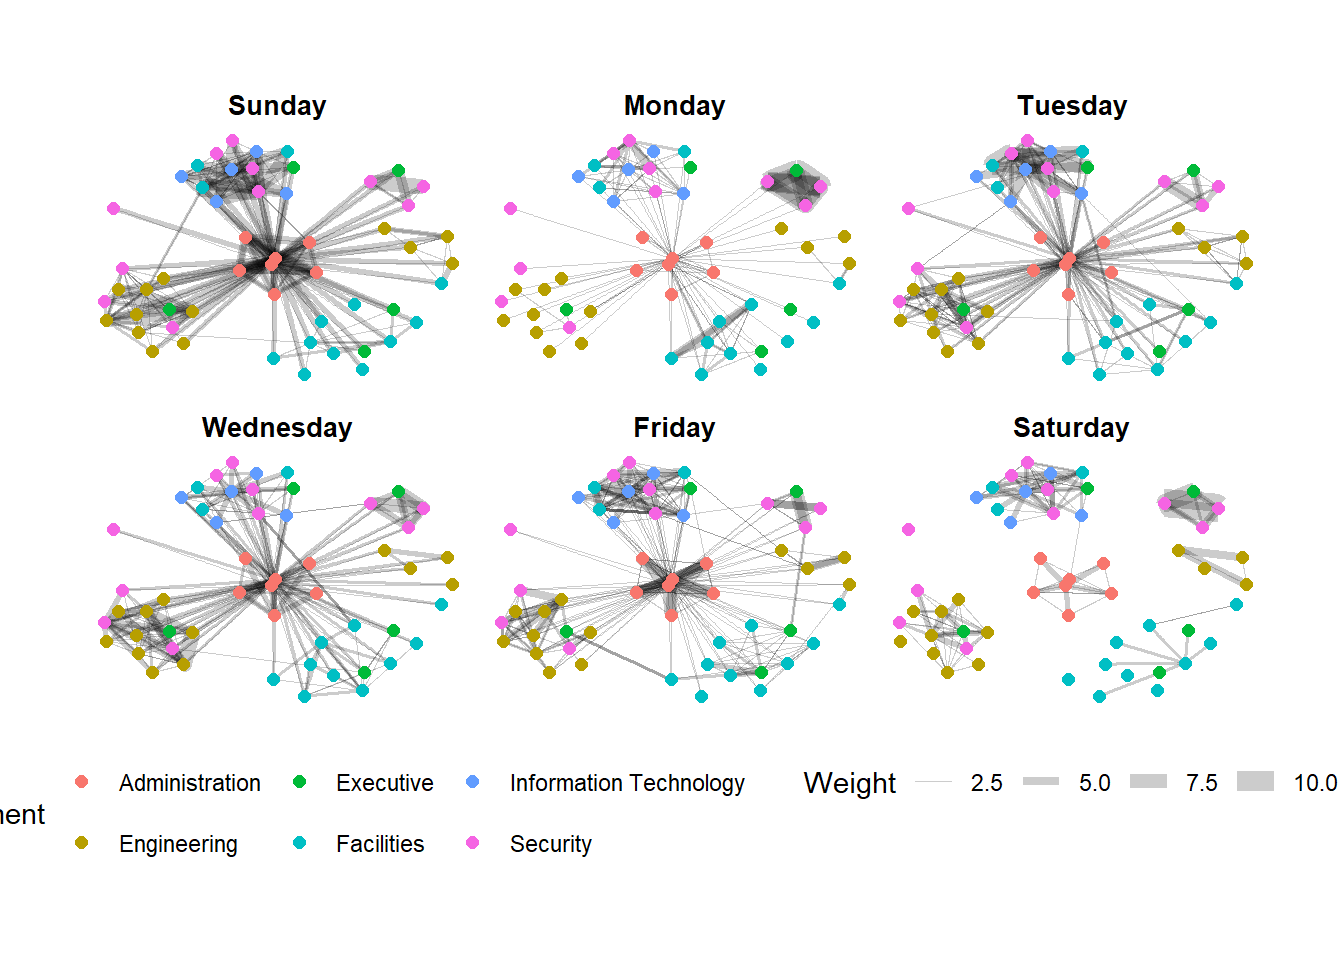 Sunday Monday Tuesday
Wednesday Friday Saturday
Administration Executive Information Technology Weight 2.5 5.0 7.5 10.0
Engineering Facilities Security